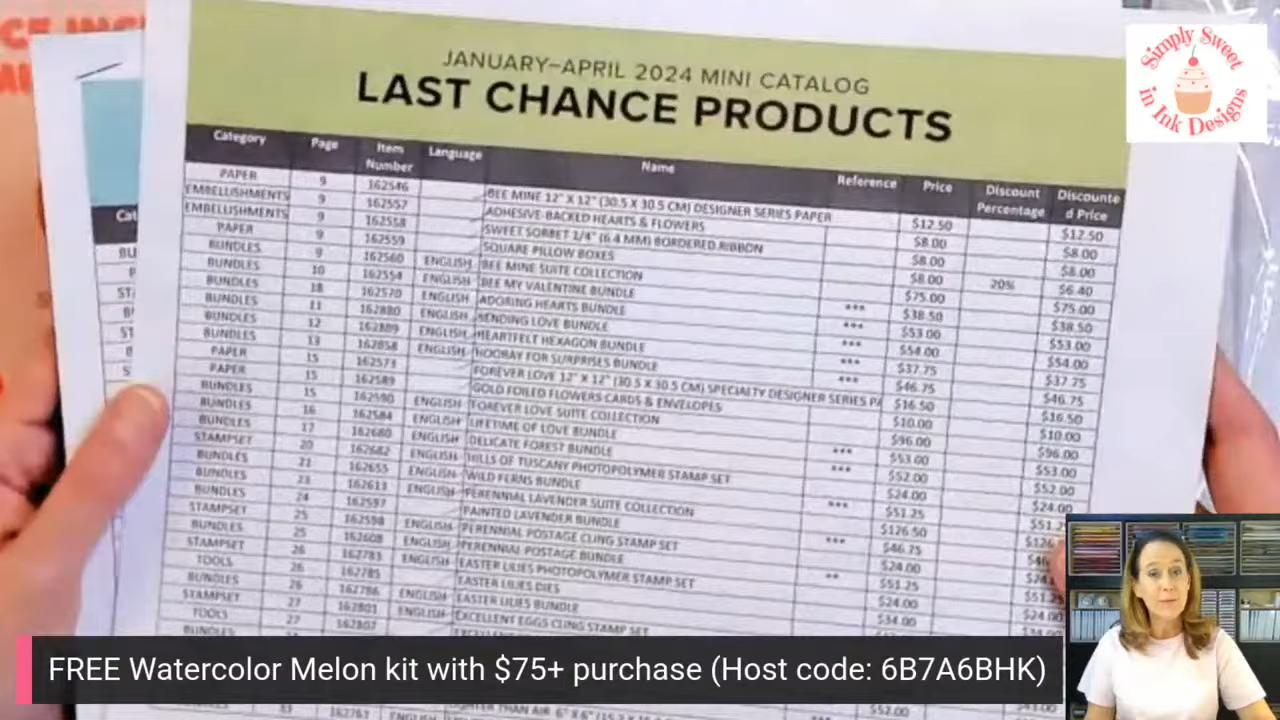 JANUARY–APRIL 2024 MINI CATALOG
LAST CHANCE PRODUCTS
Category Page Item Number Language Name Reference Price Discount Percentage Discounte d Price
PAPER 9 162546 BEE MINE 12" X 12" (30.5 X 30.5 CM) DESIGNER SERIES PAPER $12.50 $12.50
EMBELLISHMENTS 9 162557 ADHESIVE-BACKED HEARTS & FLOWERS $8.00 $8.00
EMBELLISHMENTS 9 162558 SWEET SORBET 1/4" (6.4 MM) BORDERED RIBBON $8.00 $8.00
PAPER 9 162559 SQUARE PILLOW BOXES $8.00 20% $6.40
BUNDLES 9 162560 ENGLISH BEE MINE SUITE COLLECTION $75.00 $75.00
BUNDLES 10 162554 ENGLISH BEE MY VALENTINE BUNDLE *** $38.50 $38.50
BUNDLES 18 162570 ENGLISH ADORING HEARTS BUNDLE *** $53.00 $53.00
BUNDLES 11 162880 ENGLISH SENDING LOVE BUNDLE *** $54.00 $54.00
BUNDLES 12 162889 ENGLISH HEARTFELT HEXAGON BUNDLE *** $37.75 $37.75
BUNDLES 13 162858 ENGLISH HOORAY FOR SURPRISES BUNDLE *** $46.75 $46.75
PAPER 15 162573 FOREVER LOVE 12" X 12" (30.5 X 30.5 CM) SPECIALTY DESIGNER SERIES PA $16.50 $16.50
PAPER 15 162589 GOLD FOILED FLOWERS CARDS & ENVELOPES $10.00 $10.00
BUNDLES 15 162590 ENGLISH FOREVER LOVE SUITE COLLECTION $96.00 $96.00
BUNDLES 16 162584 ENGLISH LIFETIME OF LOVE BUNDLE *** $53.00 $53.00
BUNDLES 17 162680 ENGLISH DELICATE FOREST BUNDLE *** $52.00 $52.00
STAMPSET 20 162682 ENGLISH HILLS OF TUSCANY PHOTOPOLYMER STAMP SET $24.00 $24.00
BUNDLES 21 162655 ENGLISH WILD FERNS BUNDLE *** $51.25
BUNDLES 23 162613 ENGLISH PERENNIAL LAVENDER SUITE COLLECTION $126.50
BUNDLES 24 162597 PAINTED LAVENDER BUNDLE *** $46.75
STAMPSET 25 162598 ENGLISH PERENNIAL POSTAGE CLING STAMP SET $24.00
BUNDLES 25 162608 ENGLISH PERENNIAL POSTAGE BUNDLE ** $51.25
STAMPSET 26 162783 ENGLISH EASTER LILIES PHOTOPOLYMER STAMP SET $24.00
TOOLS 26 162785 EASTER LILIES DIES $34.00
BUNDLES 26 162786 ENGLISH EASTER LILIES BUNDLE
STAMPSET 27 162801 ENGLISH EXCELLENT EGGS CLING STAMP SET
TOOLS 27 162807
Simply Sweet
in Ink Designs
FREE Watercolor Melon kit with $75+ purchase (Host code: 6B7A6BHK)